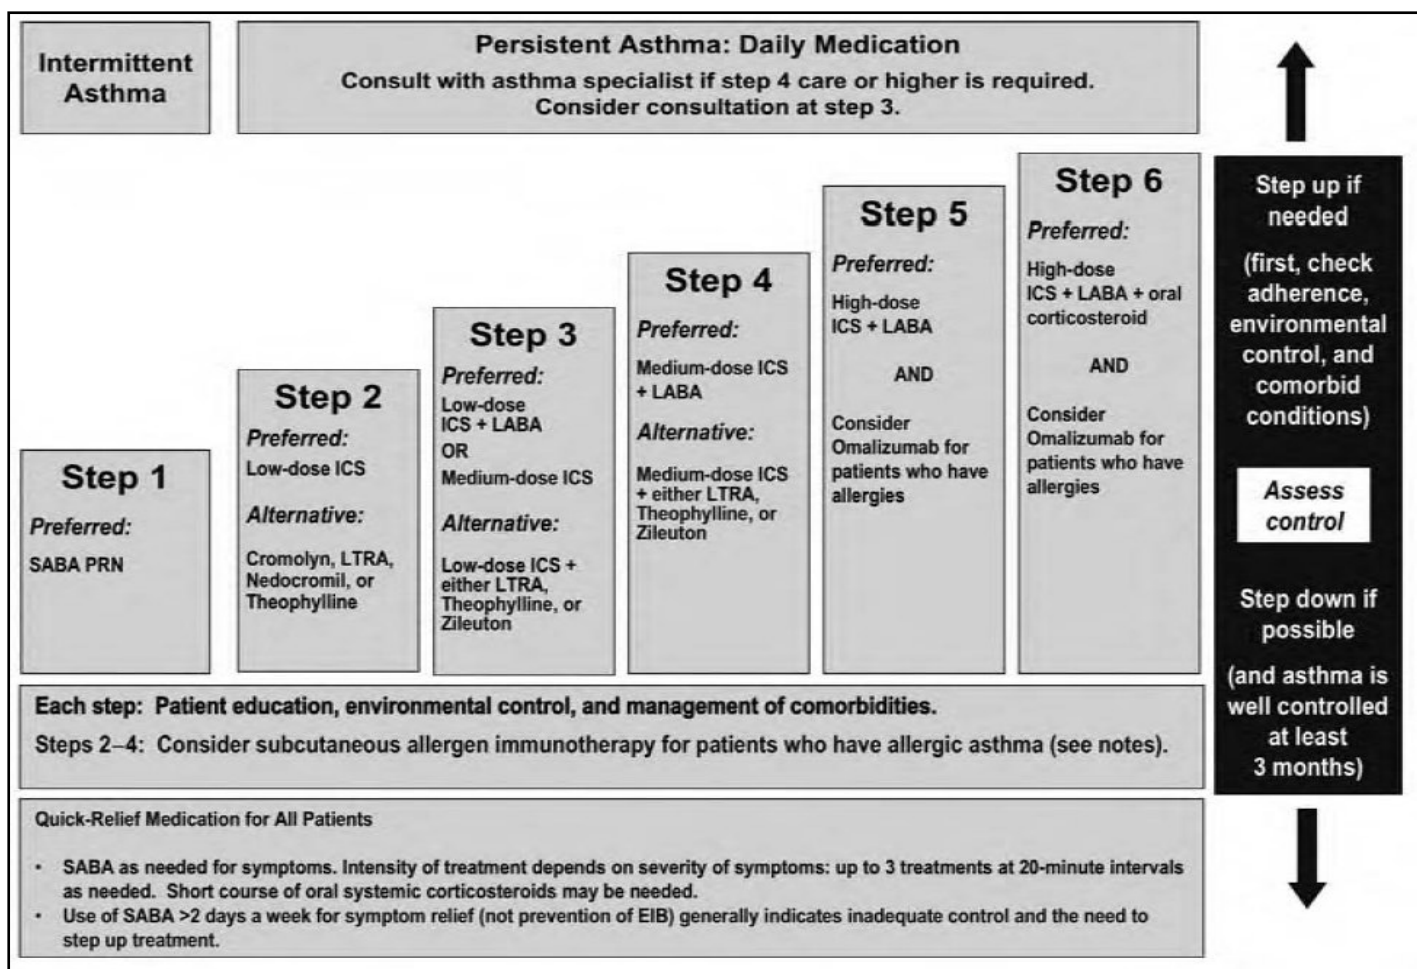 Intermittent
Asthma
Persistent Asthma: Daily Medication
Consult with asthma specialist if step 4 care or higher is required.
Consider consultation at step 3.
Step 1
Preferred:
SABA PRN
Step 2
Preferred:
Low-dose ICS
Alternative:
Cromolyn, LTRA,
Nedocromil, or
Theophylline
Step 3
Preferred:
Low-dose
ICS + LABA
OR
Medium-dose ICS
Alternative:
Low-dose ICS +
either LTRA,
Theophylline, or
Zileuton
Step 4
Preferred:
Medium-dose ICS
+ LABA
Alternative:
Medium-dose ICS
+ either LTRA,
Theophylline, or
Zileuton
Step 5
Preferred:
High-dose
ICS + LABA
AND
Consider
Omalizumab for
patients who have
allergies
Step 6
Preferred:
High-dose
ICS + LABA + oral
corticosteroid
AND
Consider
Omalizumab for
patients who have
allergies
Step up if
needed
(first, check
adherence,
environmental
control, and
comorbid
conditions)
Assess
control
Step down if
possible
(and asthma is
well controlled
at least
3 months)
Each step: Patient education, environmental control, and management of comorbidities.
Steps 2–4: Consider subcutaneous allergen immunotherapy for patients who have allergic asthma (see notes).
Quick-Relief Medication for All Patients
• SABA as needed for symptoms. Intensity of treatment depends on severity of symptoms: up to 3 treatments at 20-minute intervals
as needed. Short course of oral systemic corticosteroids may be needed.
• Use of SABA >2 days a week for symptom relief (not prevention of EIB) generally indicates inadequate control and the need to
step up treatment.